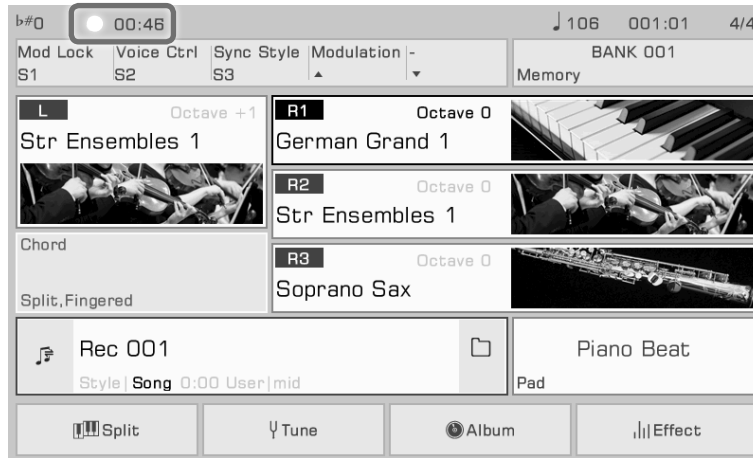 b#0 00:46 ♩106 001:01 4/4
Mod Lock Voice Ctrl Sync Style Modulation -
S1 S2 S3 ▲ ▼
BANK 001
Memory
L Octave +1
Str Ensembles 1
R1 Octave 0
German Grand 1
R2 Octave 0
Str Ensembles 1
R3 Octave 0
Soprano Sax
Chord
Split,Fingered
Rec 001
Style|Song 0:00 User|mid
Piano Beat
Pad
Split Tune Album Effect